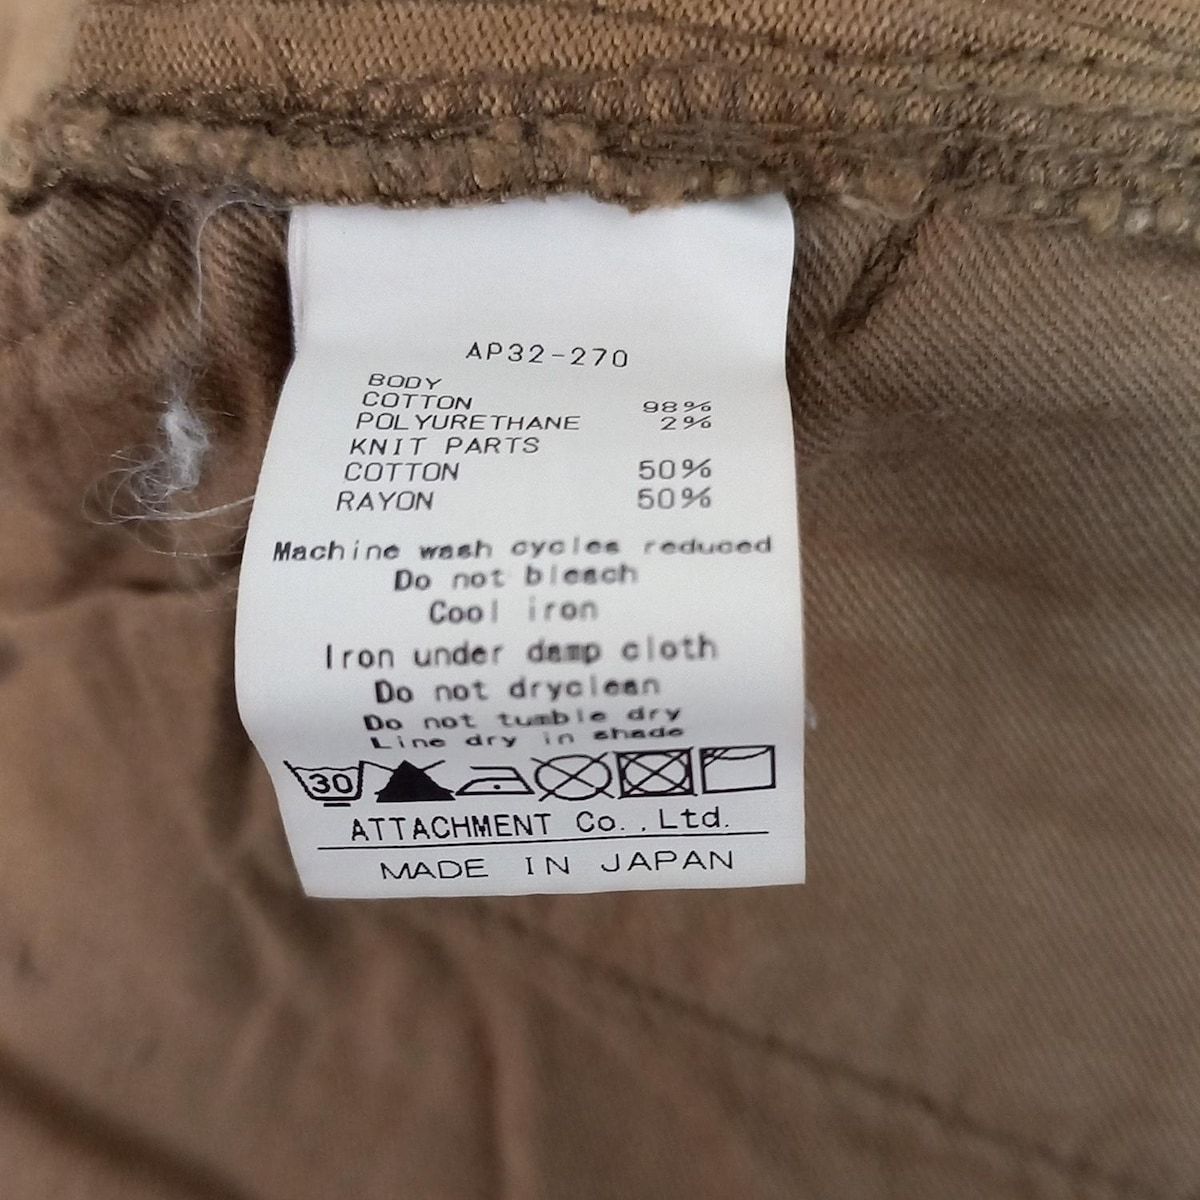 AP32-270
BODY
COTTON 98%
POLYURETHANE 2%
KNIT PARTS
COTTON 50%
RAYON 50%
Machine wash cycles reduced
Do not bleach
Cool iron
Iron under damp cloth
Do not dryclean
Do not tumble dry
Line dry in shade
30
ATTACHMENT Co.,Ltd.
MADE IN JAPAN